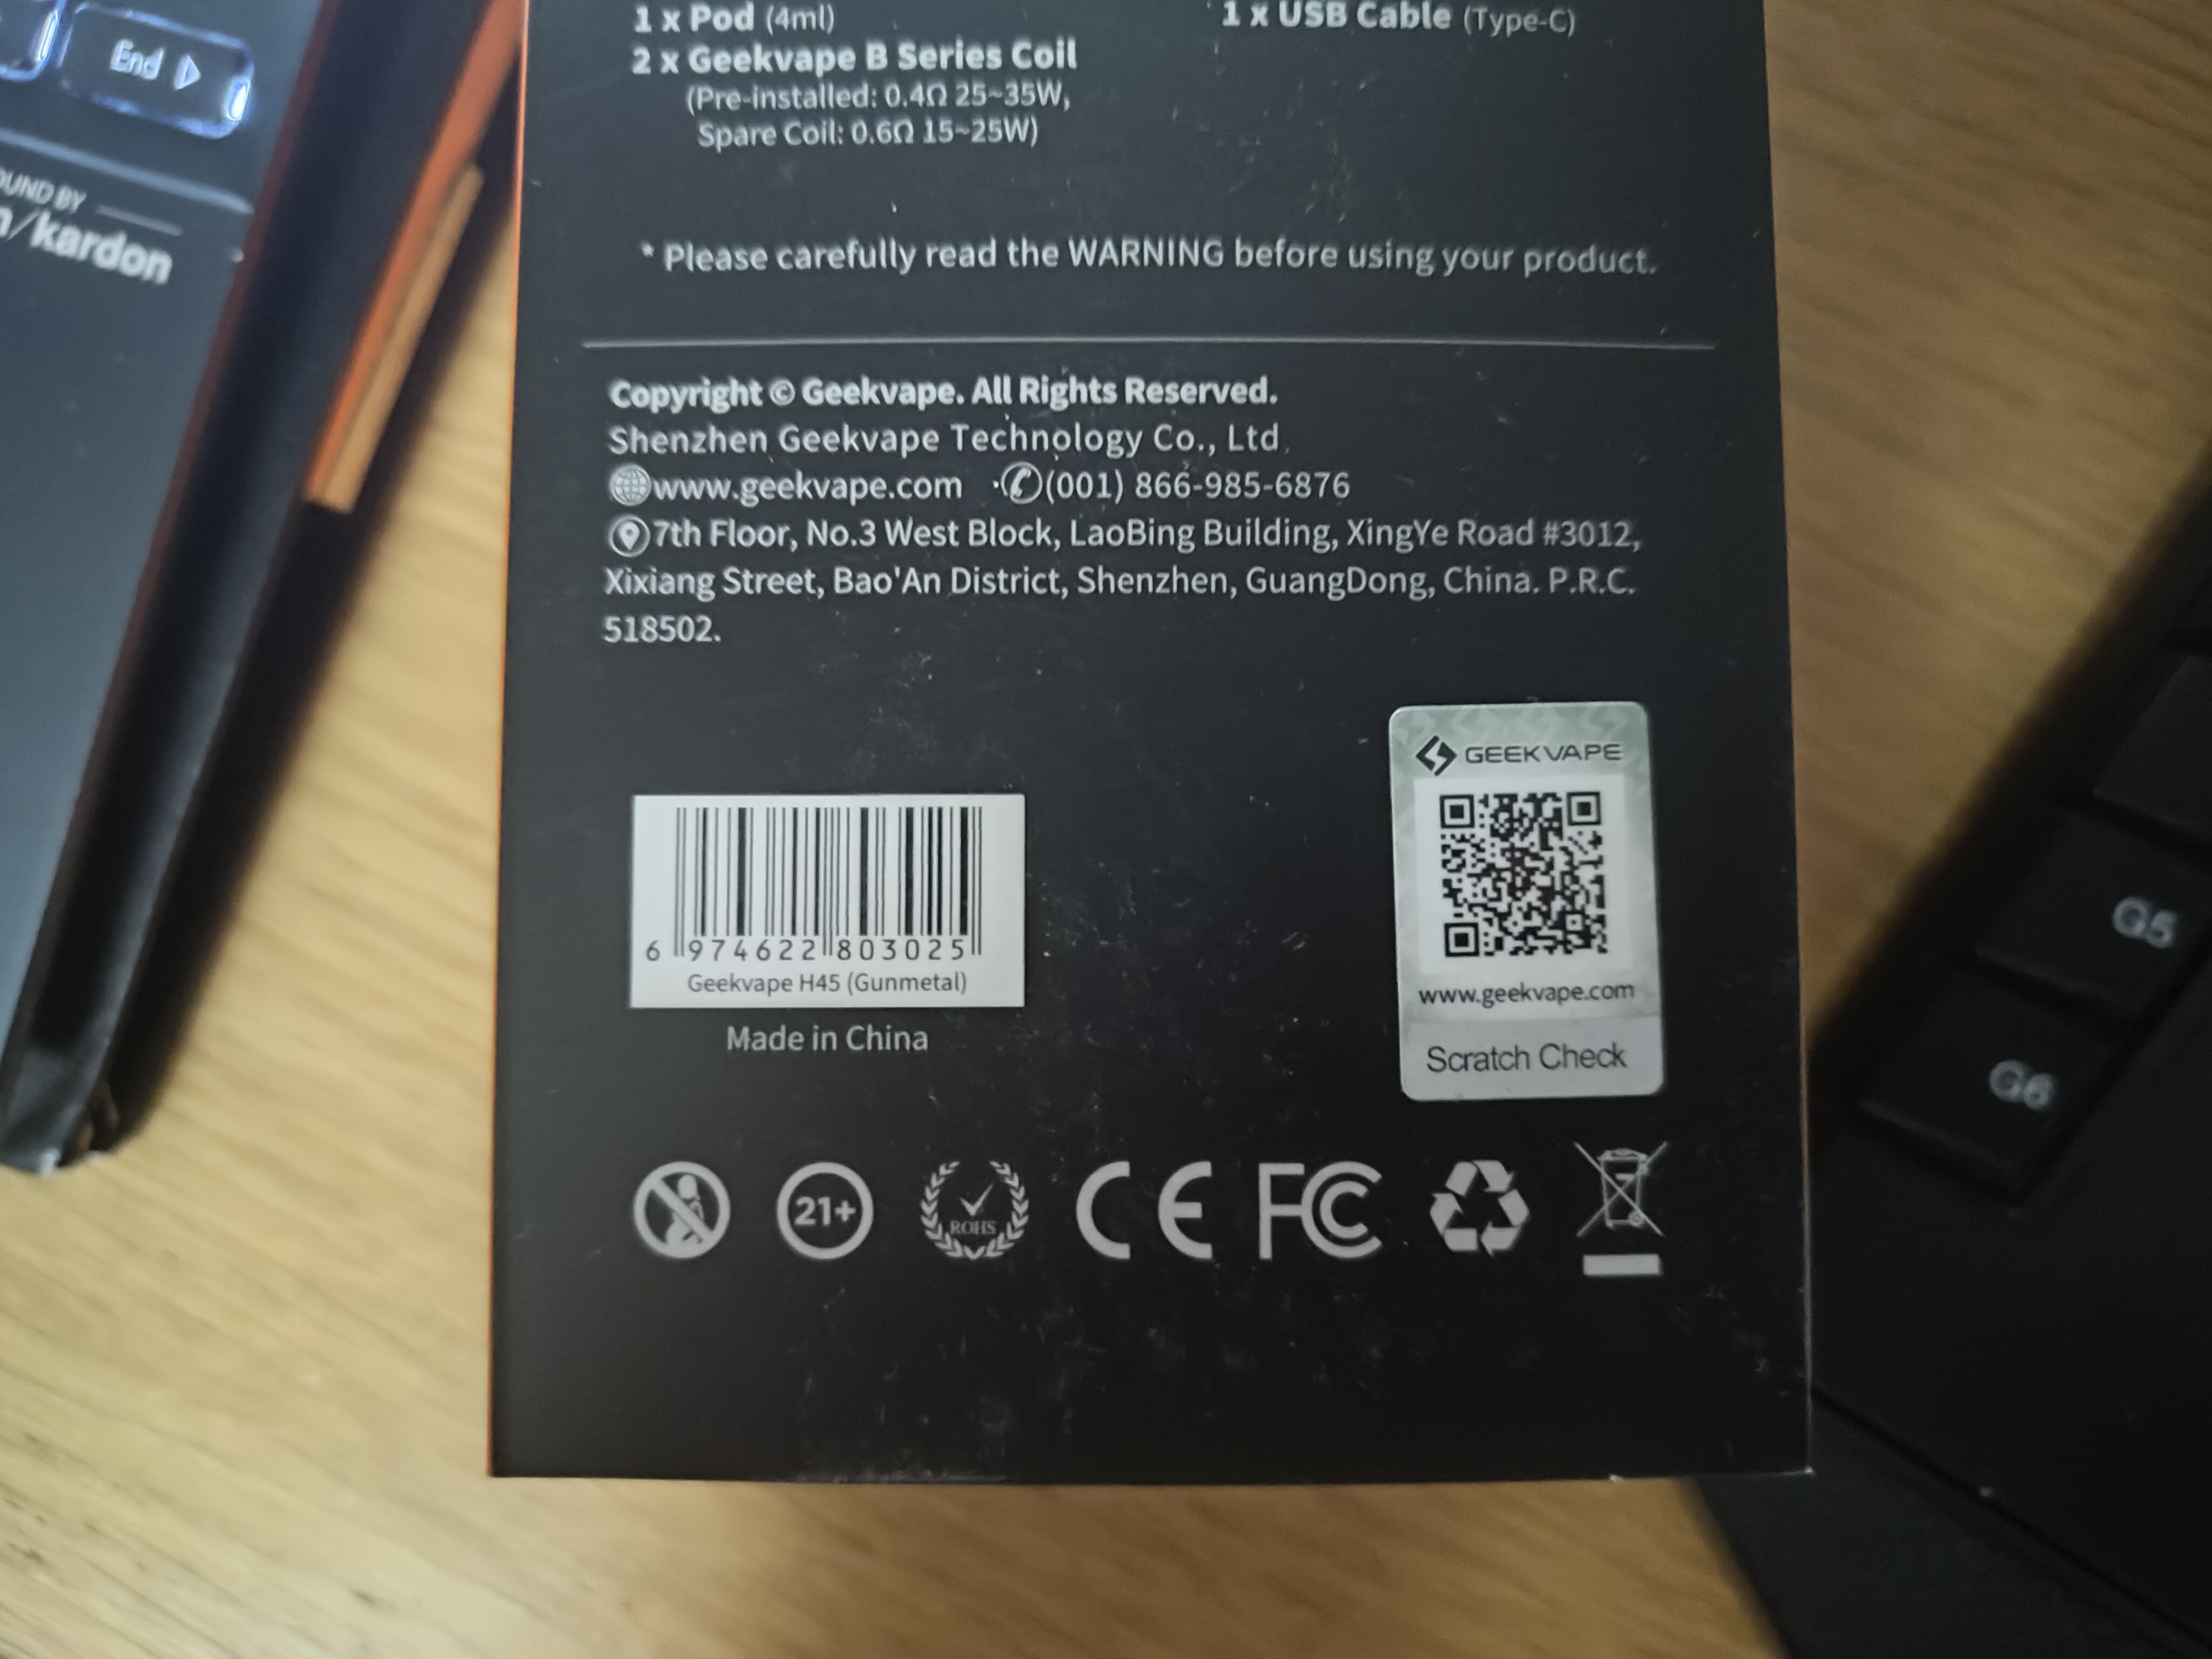 End
OUND BY
n/kardon
1 x Pod (4ml)
1 x USB Cable (Type-C)
2 x Geekvape B Series Coil
(Pre-installed: 0.4Ω 25~35W,
Spare Coil: 0.6Ω 15~25W)
* Please carefully read the WARNING before using your product.
Copyright © Geekvape. All Rights Reserved.
Shenzhen Geekvape Technology Co., Ltd
www.geekvape.com (001) 866-985-6876
7th Floor, No.3 West Block, LaoBing Building, XingYe Road #3012,
Xixiang Street, Bao'An District, Shenzhen, GuangDong, China. P.R.C.
518502.
6 974622 803025
Geekvape H45 (Gunmetal)
Made in China
GEEKVAPE
www.geekvape.com
Scratch Check
21+
ROHS
CE
FC
G5
G6